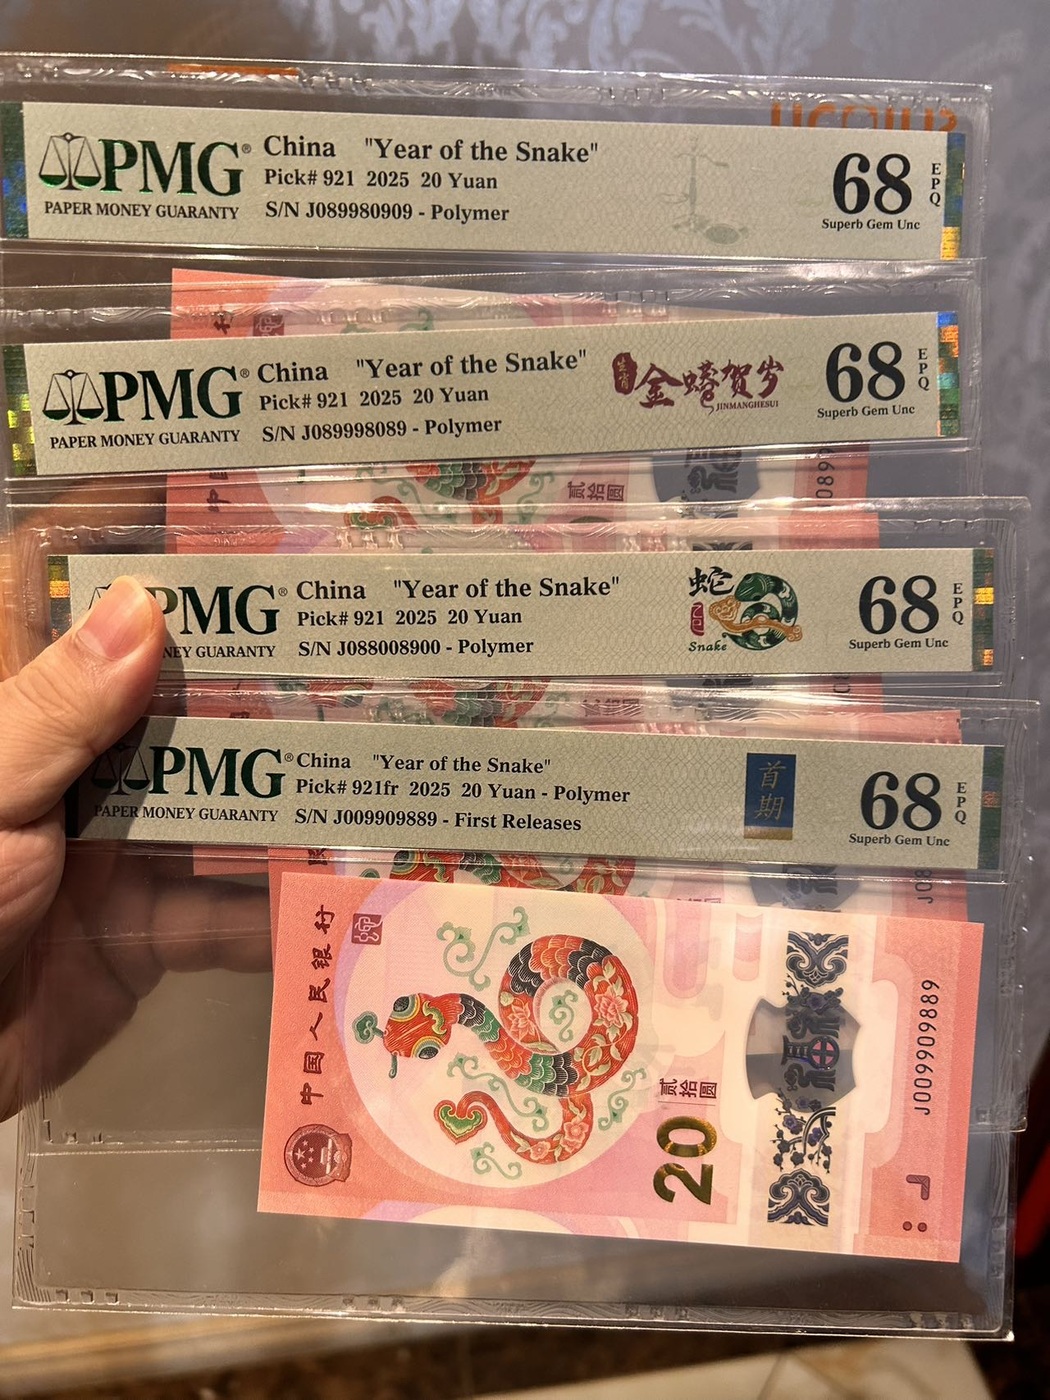 PMG® China "Year of the Snake"
Pick# 921 2025 20 Yuan
PAPER MONEY GUARANTY S/N J089980909 - Polymer
68 EPQ
Superb Gem Unc
PMG® China "Year of the Snake"
Pick# 921 2025 20 Yuan
PAPER MONEY GUARANTY S/N J089998089 - Polymer
金蟒贺岁
JINMANGHESUI
68 EPQ
Superb Gem Unc
贰拾圆
PMG® China "Year of the Snake"
Pick# 921 2025 20 Yuan
NEY GUARANTY S/N J088008900 - Polymer
蛇
Snake
68 EPQ
Superb Gem Unc
PMG® China "Year of the Snake"
Pick# 921fr 2025 20 Yuan - Polymer
PAPER MONEY GUARANTY S/N J009909889 - First Releases
首期
68 EPQ
Superb Gem Unc
中国人民银行
贰拾圆
20
福
J009909889